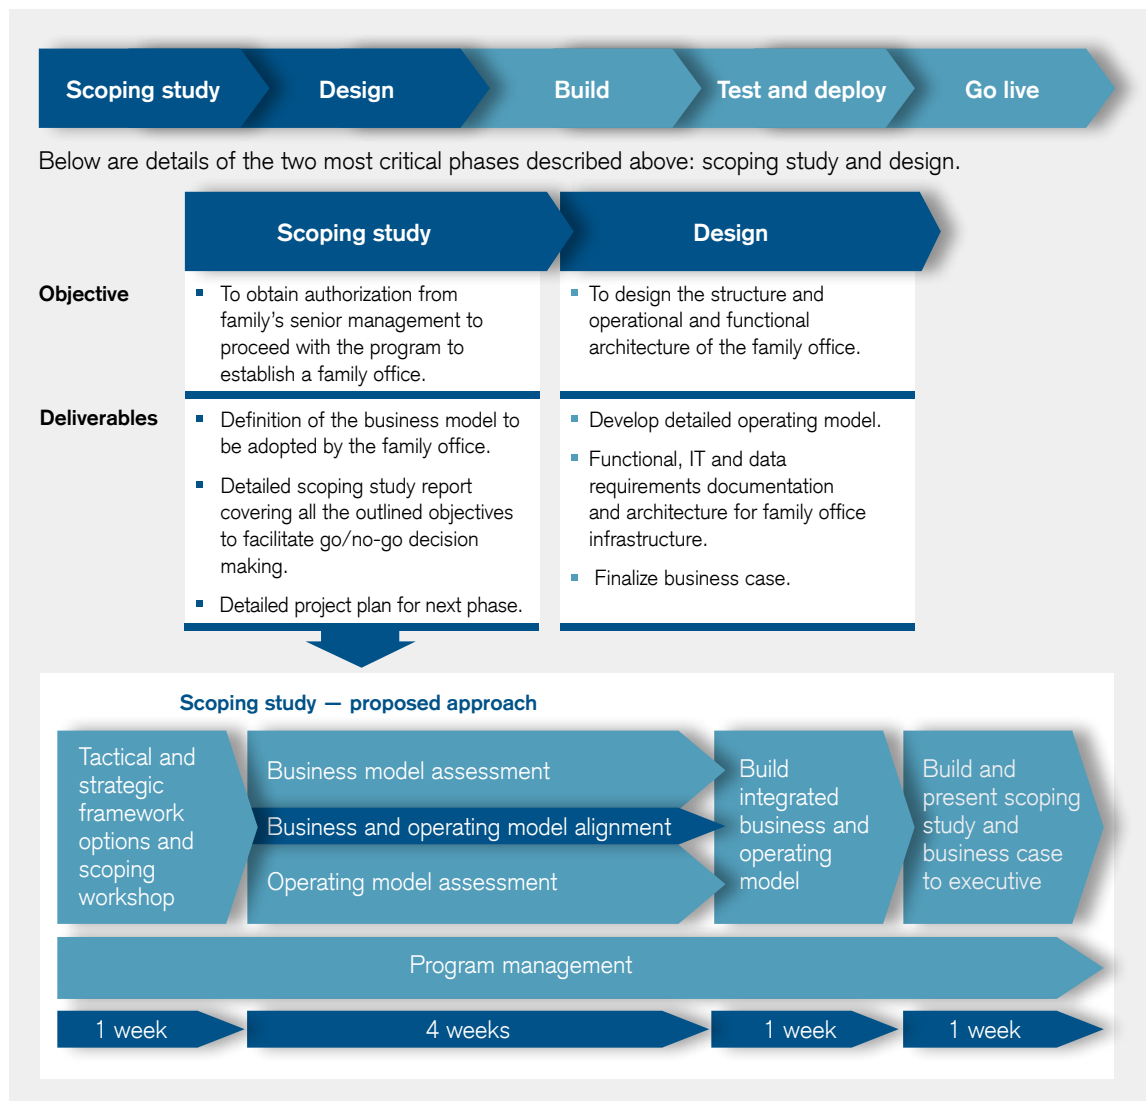 Scoping study
Design
Build
Test and deploy
Go live
Below are details of the two most critical phases described above: scoping study and design.
Scoping study
Design
Objective
To obtain authorization from
family's senior management to
proceed with the program to
establish a family office.
To design the structure and
operational and functional
architecture of the family office.
Deliverables
Definition of the business model to
be adopted by the family office.
Detailed scoping study report
covering all the outlined objectives
to facilitate go/no-go decision
making.
Detailed project plan for next phase.
Develop detailed operating model.
Functional, IT and data
requirements documentation
and architecture for family office
infrastructure.
Finalize business case.
Scoping study — proposed approach
Tactical and
strategic
framework
options and
scoping
workshop
Business model assessment
Business and operating model alignment
Operating model assessment
Build
integrated
business and
operating
model
Build and
present scoping
study and
business case
to executive
Program management
1 week
4 weeks
1 week
1 week